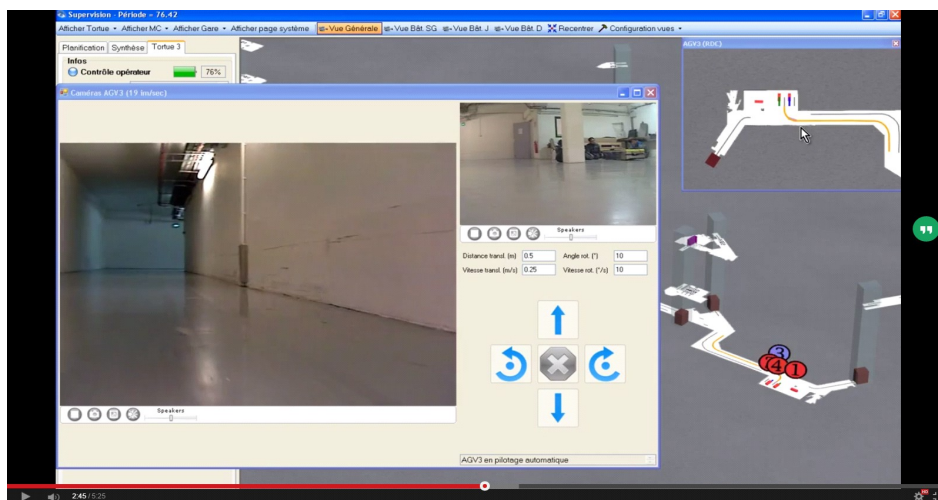 Supervision - Période = 76.42
Afficher Tortue Afficher MC Afficher Gare Afficher page système Vue Générale Vue Bât. SG Vue Bât. J Vue Bât. D Recentrer Configuration vues
Planification Synthèse Tortue 3
Infos
Contrôle opérateur 76%
AGV3 (ROC)
Caméras AGV3 (19 im/sec)
Speakers
Distance transl. (m) 0.5 Angle rot. (°) 10
Vitesse transl. (m/s) 0.25 Vitesse rot. (°/s) 10
3
7 4 1
Speakers
AGV3 en pilotage automatique
2:45 / 5:25
HD